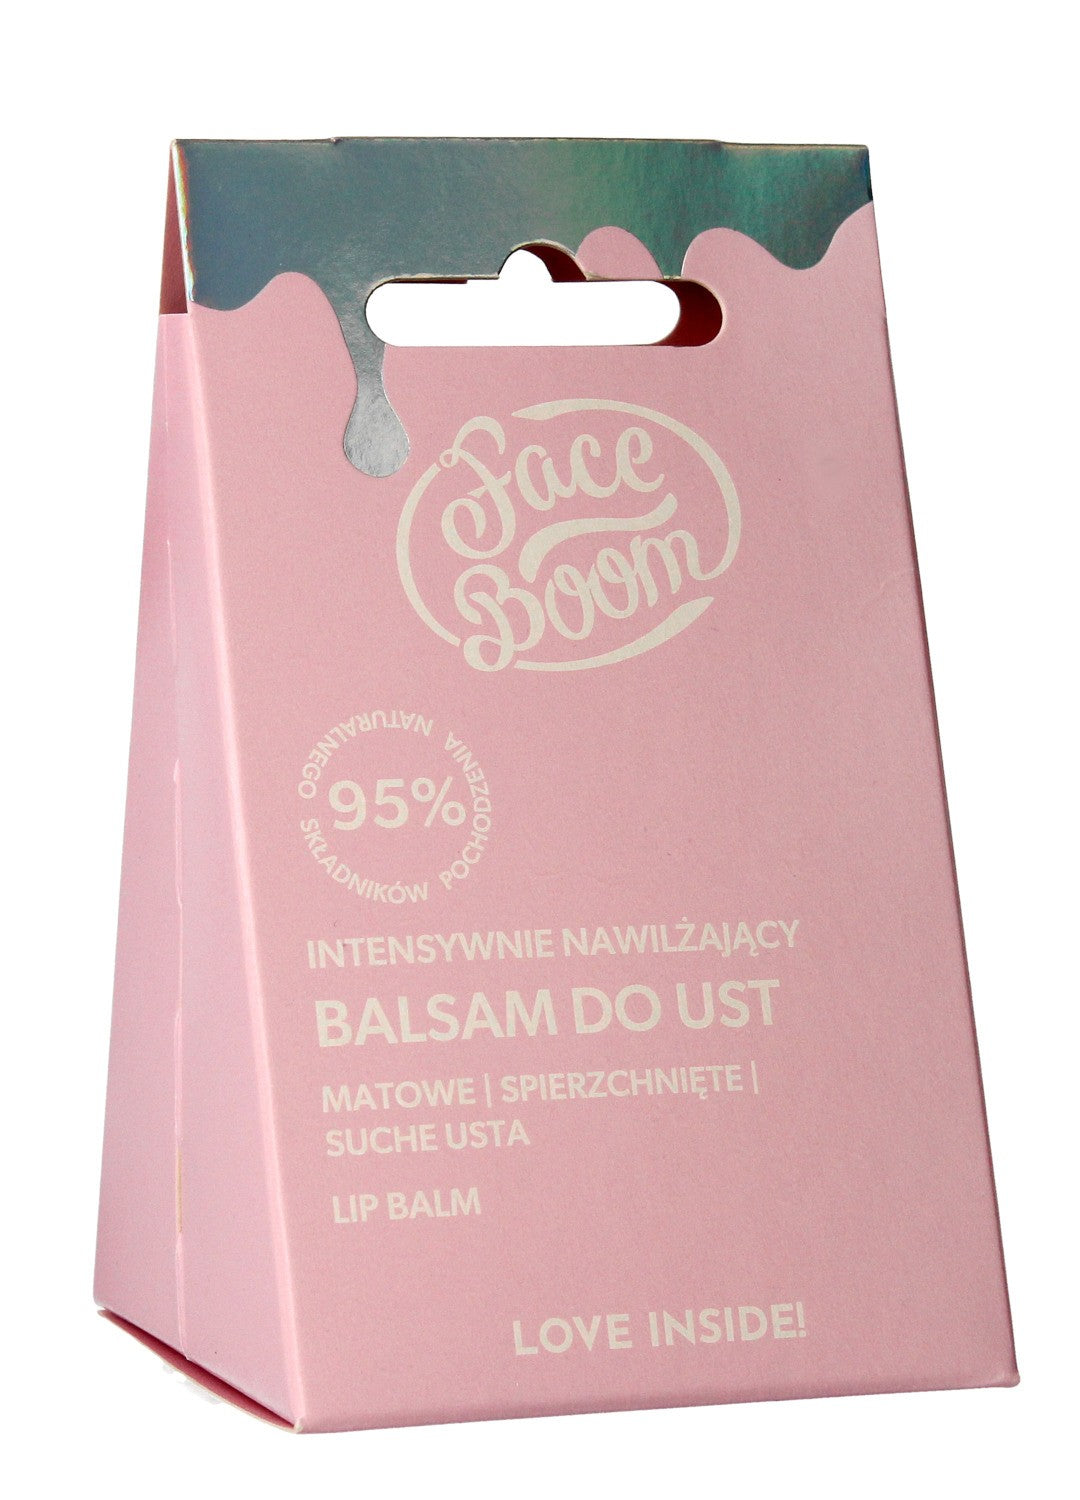 Face
Boom
95%
SKŁADNIKÓW POCHODZENIA NATURALNEGO
INTENSYWNIE NAWILŻAJĄCY
BALSAM DO UST
MATOWE | SPIERZCHNIĘTE |
SUCHE USTA
LIP BALM
LOVE INSIDE!